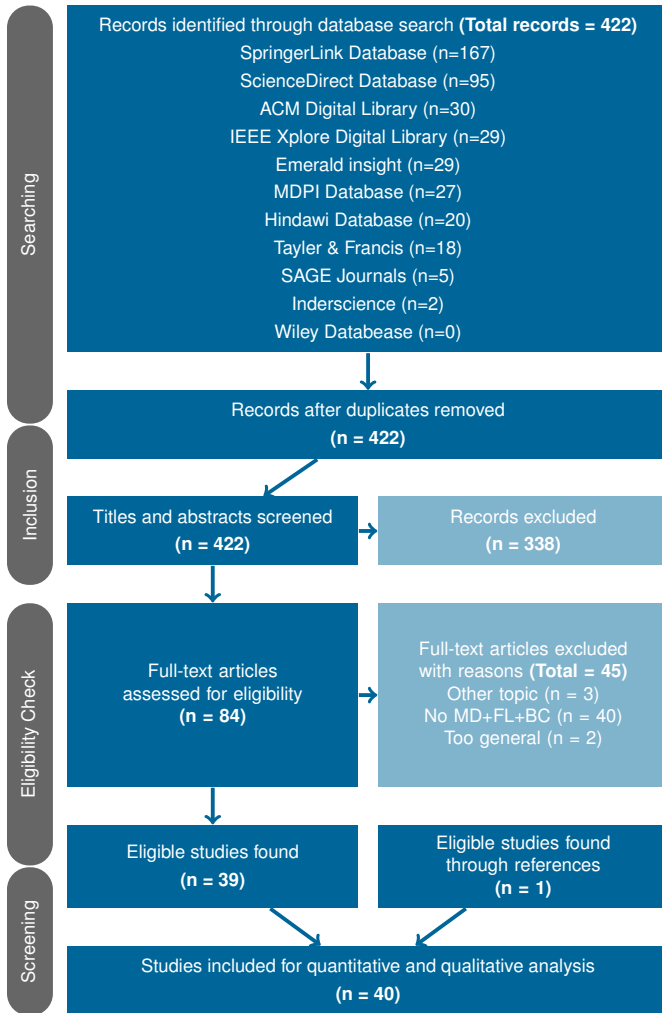 Searching
Records identified through database search (Total records = 422)
SpringerLink Database (n=167)
ScienceDirect Database (n=95)
ACM Digital Library (n=30)
IEEE Xplore Digital Library (n=29)
Emerald insight (n=29)
MDPI Database (n=27)
Hindawi Database (n=20)
Tayler & Francis (n=18)
SAGE Journals (n=5)
Inderscience (n=2)
Wiley Databease (n=0)
Records after duplicates removed
(n = 422)
Inclusion
Titles and abstracts screened
(n = 422)
Records excluded
(n = 338)
Eligibility Check
Full-text articles
assessed for eligibility
(n = 84)
Full-text articles excluded
with reasons (Total = 45)
Other topic (n = 3)
No MD+FL+BC (n = 40)
Too general (n = 2)
Eligible studies found
(n = 39)
Eligible studies found
through references
(n = 1)
Screening
Studies included for quantitative and qualitative analysis
(n = 40)